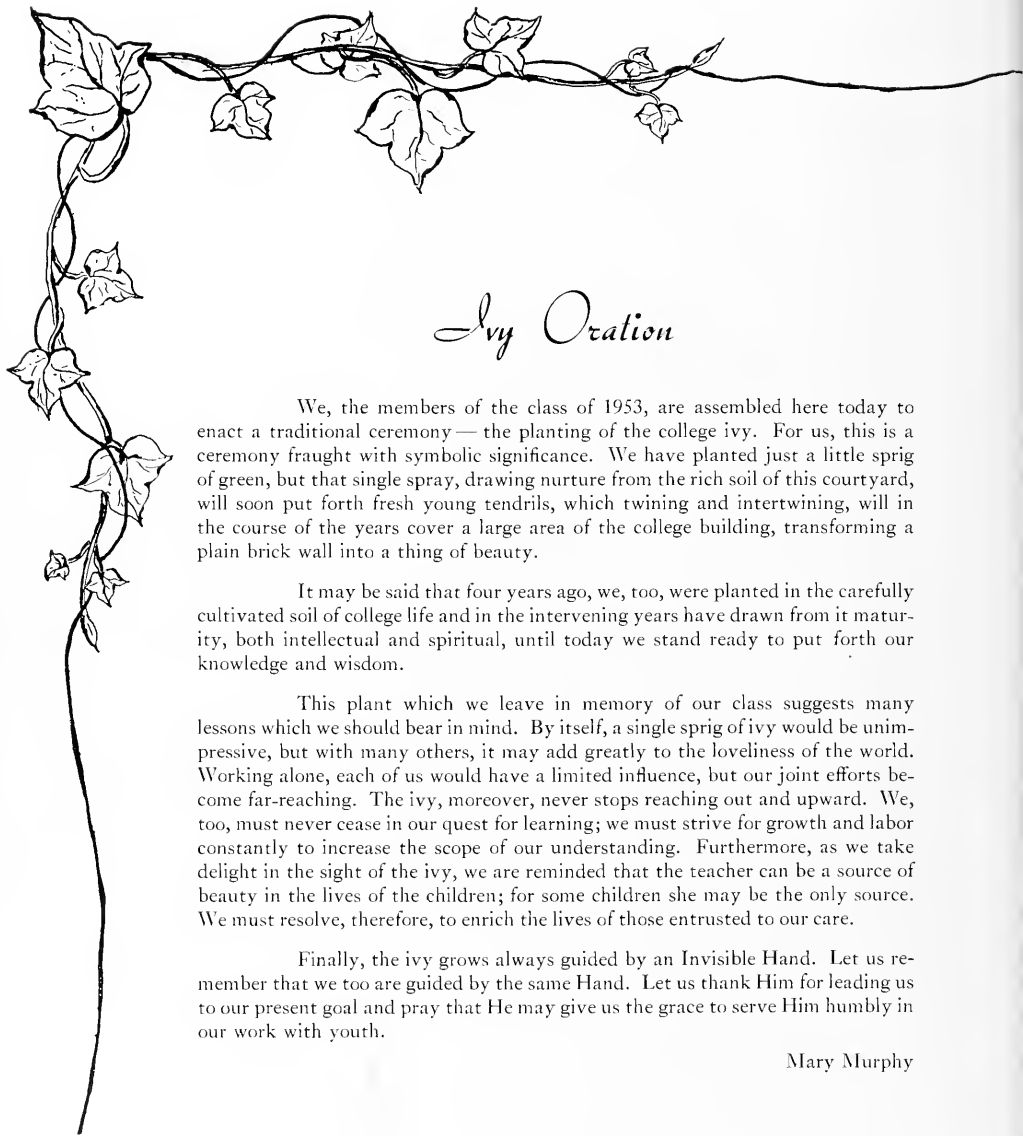 Ivy Oration
We, the members of the class of 1953, are assembled here today to
enact a traditional ceremony — the planting of the college ivy. For us, this is a
ceremony fraught with symbolic significance. We have planted just a little sprig
of green, but that single spray, drawing nurture from the rich soil of this courtyard,
will soon put forth fresh young tendrils, which twining and intertwining, will in
the course of the years cover a large area of the college building, transforming a
plain brick wall into a thing of beauty.
It may be said that four years ago, we, too, were planted in the carefully
cultivated soil of college life and in the intervening years have drawn from it matur-
ity, both intellectual and spiritual, until today we stand ready to put forth our
knowledge and wisdom.
This plant which we leave in memory of our class suggests many
lessons which we should bear in mind. By itself, a single sprig of ivy would be unim-
pressive, but with many others, it may add greatly to the loveliness of the world.
Working alone, each of us would have a limited influence, but our joint efforts be-
come far-reaching. The ivy, moreover, never stops reaching out and upward. We,
too, must never cease in our quest for learning; we must strive for growth and labor
constantly to increase the scope of our understanding. Furthermore, as we take
delight in the sight of the ivy, we are reminded that the teacher can be a source of
beauty in the lives of the children; for some children she may be the only source.
We must resolve, therefore, to enrich the lives of those entrusted to our care.
Finally, the ivy grows always guided by an Invisible Hand. Let us re-
member that we too are guided by the same Hand. Let us thank Him for leading us
to our present goal and pray that He may give us the grace to serve Him humbly in
our work with youth.
Mary Murphy